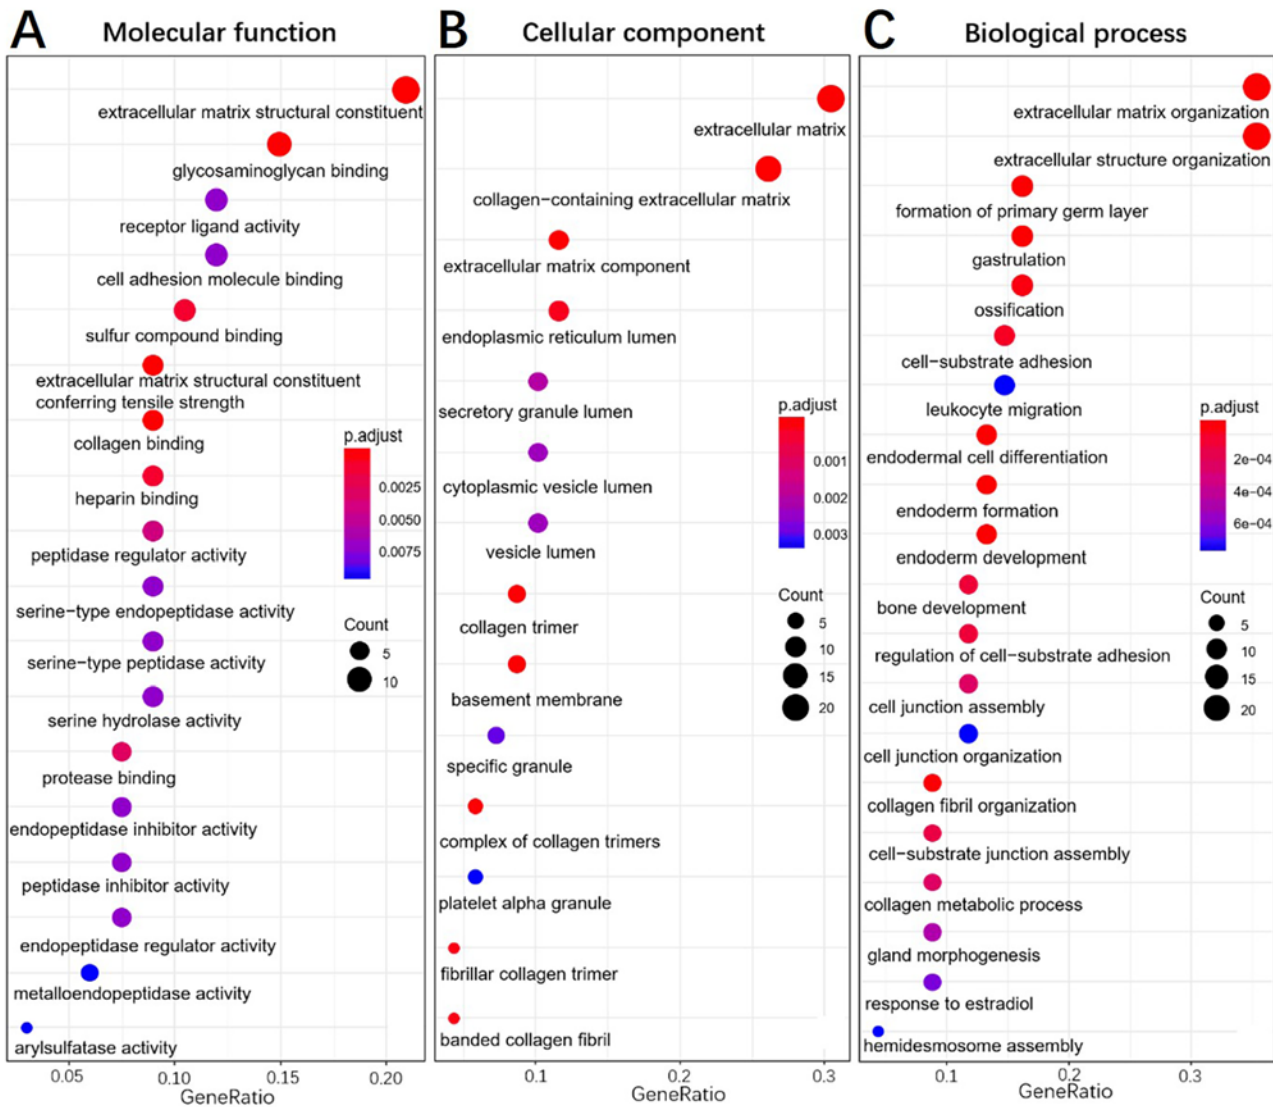 A Molecular function
extracellular matrix structural constituent
glycosaminoglycan binding
receptor ligand activity
cell adhesion molecule binding
sulfur compound binding
extracellular matrix structural constituent
conferring tensile strength
collagen binding
heparin binding
peptidase regulator activity
serine-type endopeptidase activity
serine-type peptidase activity
serine hydrolase activity
protease binding
endopeptidase inhibitor activity
peptidase inhibitor activity
endopeptidase regulator activity
metalloendopeptidase activity
arylsulfatase activity
p.adjust
0.0025
0.0050
0.0075
Count
5
10
0.05 0.10 0.15 0.20
GeneRatio
B Cellular component
extracellular matrix
collagen-containing extracellular matrix
extracellular matrix component
endoplasmic reticulum lumen
secretory granule lumen
cytoplasmic vesicle lumen
vesicle lumen
collagen trimer
basement membrane
specific granule
complex of collagen trimers
platelet alpha granule
fibrillar collagen trimer
banded collagen fibril
p.adjust
0.001
0.002
0.003
Count
5
10
15
20
0.1 0.2 0.3
GeneRatio
C Biological process
extracellular matrix organization
extracellular structure organization
formation of primary germ layer
gastrulation
ossification
cell-substrate adhesion
leukocyte migration
endodermal cell differentiation
endoderm formation
endoderm development
bone development
regulation of cell-substrate adhesion
cell junction assembly
cell junction organization
collagen fibril organization
cell-substrate junction assembly
collagen metabolic process
gland morphogenesis
response to estradiol
hemidesmosome assembly
p.adjust
2e-04
4e-04
6e-04
Count
5
10
15
20
0.1 0.2 0.3
GeneRatio